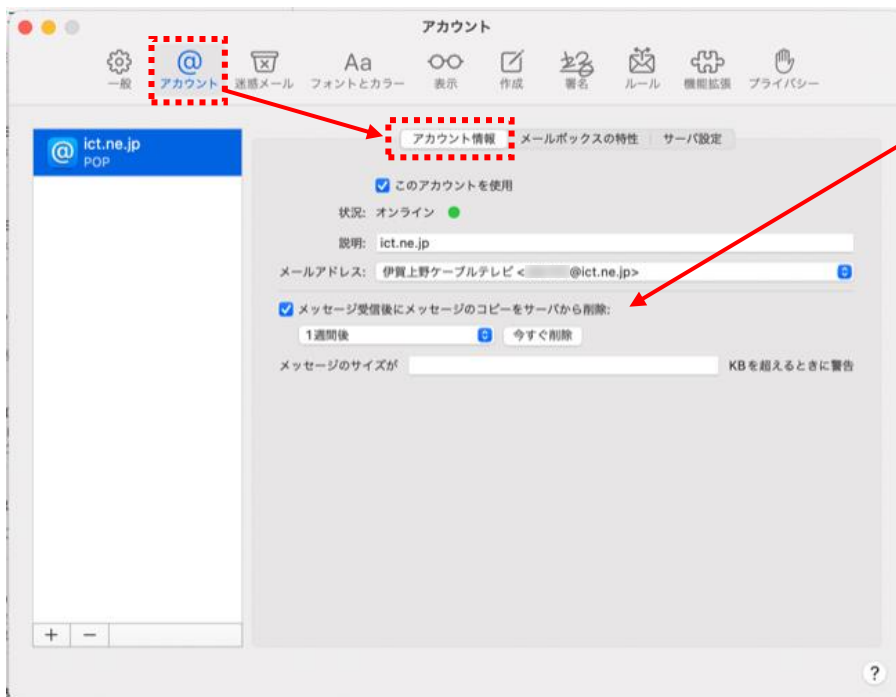 アカウント
一般 アカウント 迷惑メール フォントとカラー 表示 作成 署名 ルール 機能拡張 プライバシー
アカウント情報 メールボックスの特性 サーバ設定
ict.ne.jp
POP
このアカウントを使用
状況: オンライン
説明: ict.ne.jp
メールアドレス: 伊賀上野ケーブルテレビ < @ict.ne.jp>
メッセージ受信後にメッセージのコピーをサーバから削除:
1週間後 今すぐ削除
メッセージのサイズが KBを超えるときに警告
+ −
?